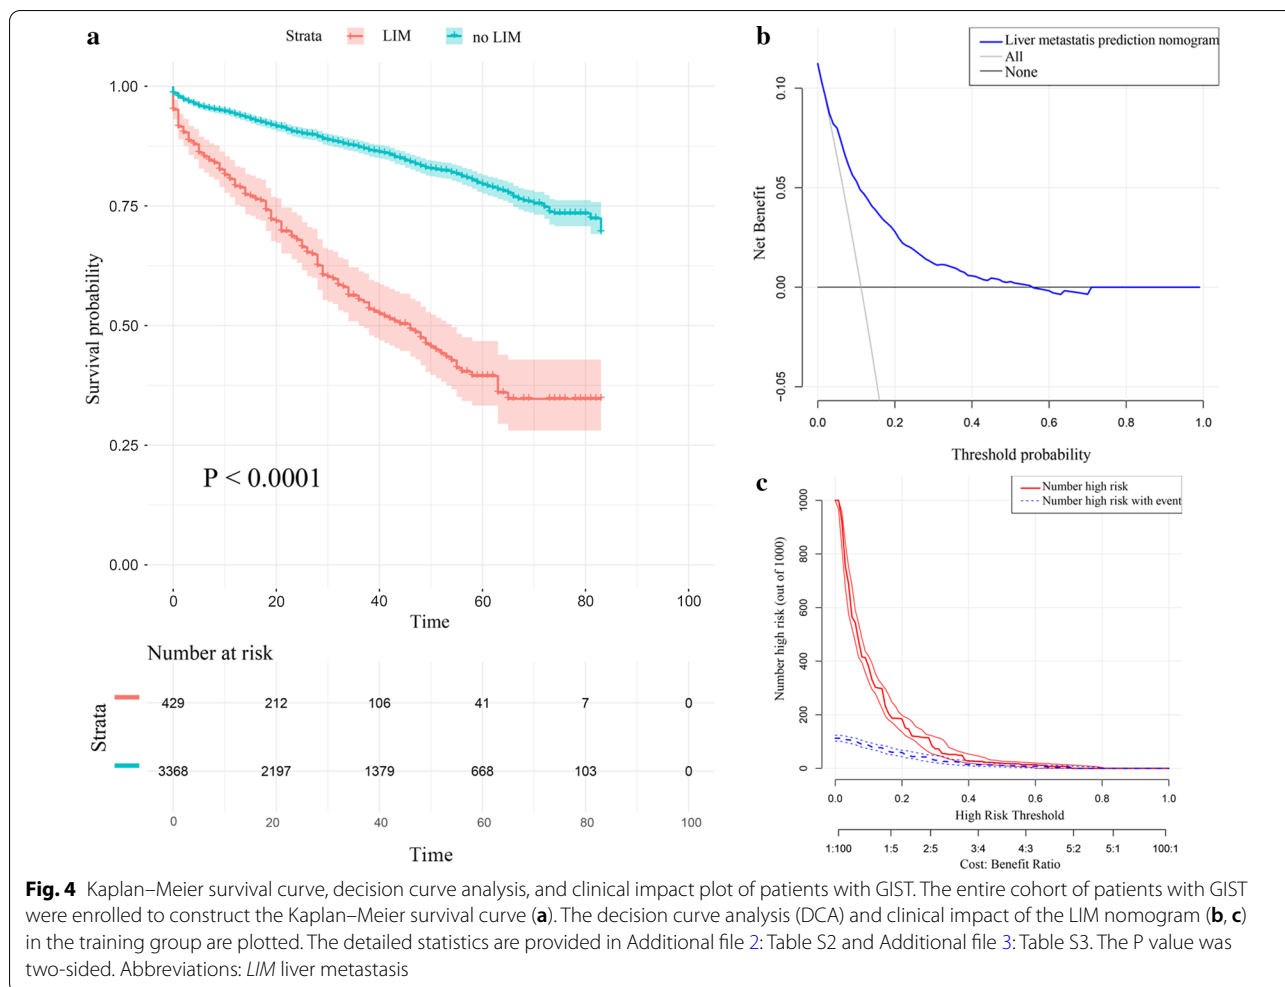 a
Strata LIM no LIM
Survival probability
1.00
0.75
0.50
0.25
0.00
P < 0.0001
0 20 40 60 80 100
Time
Number at risk
Strata
429 212 106 41 7 0
3368 2197 1379 668 103 0
0 20 40 60 80 100
Time
b
Liver metastatis prediction nomogram
All
None
Net Benefit
0.10
0.05
0.00
−0.05
0.0 0.2 0.4 0.6 0.8 1.0
Threshold probability
c
Number high risk
Number high risk with event
Number high risk (out of 1000)
1000
800
600
400
200
0
0.0 0.2 0.4 0.6 0.8 1.0
High Risk Threshold
1:100 1:5 2:5 3:4 4:3 5:2 5:1 100:1
Cost: Benefit Ratio
Fig. 4 Kaplan–Meier survival curve, decision curve analysis, and clinical impact plot of patients with GIST. The entire cohort of patients with GIST
were enrolled to construct the Kaplan–Meier survival curve (a). The decision curve analysis (DCA) and clinical impact of the LIM nomogram (b, c)
in the training group are plotted. The detailed statistics are provided in Additional file 2: Table S2 and Additional file 3: Table S3. The P value was
two-sided. Abbreviations: LIM liver metastasis